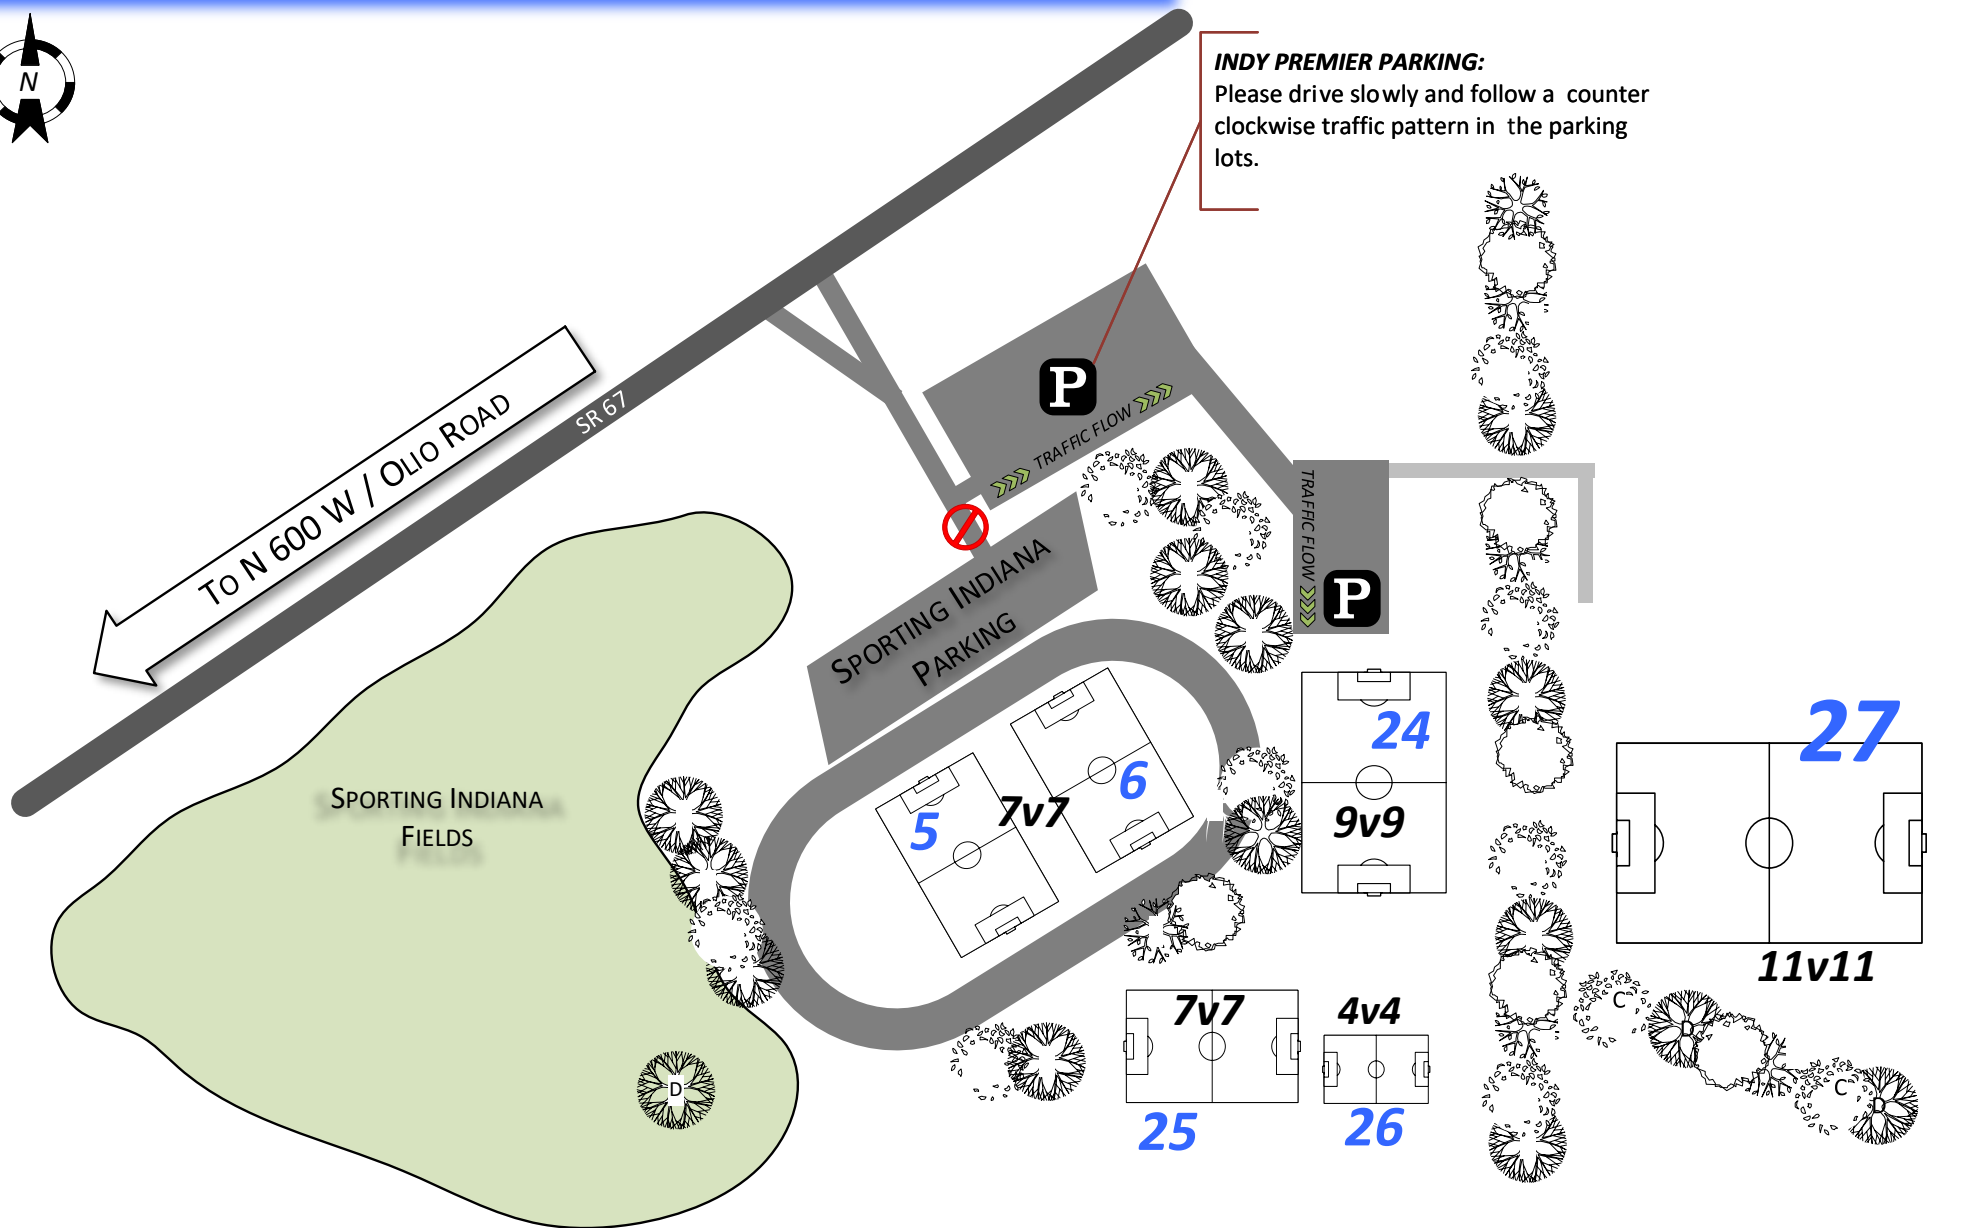 N
INDY PREMIER PARKING:
Please drive slowly and follow a counter
clockwise traffic pattern in the parking
lots.
SR 67
TO N 600 W / OLIO ROAD
P
TRAFFIC FLOW
TRAFFIC FLOW
P
SPORTING INDIANA
PARKING
SPORTING INDIANA
FIELDS
5
7v7
6
24
9v9
27
11v11
7v7
25
4v4
26
D
C
D
C
D